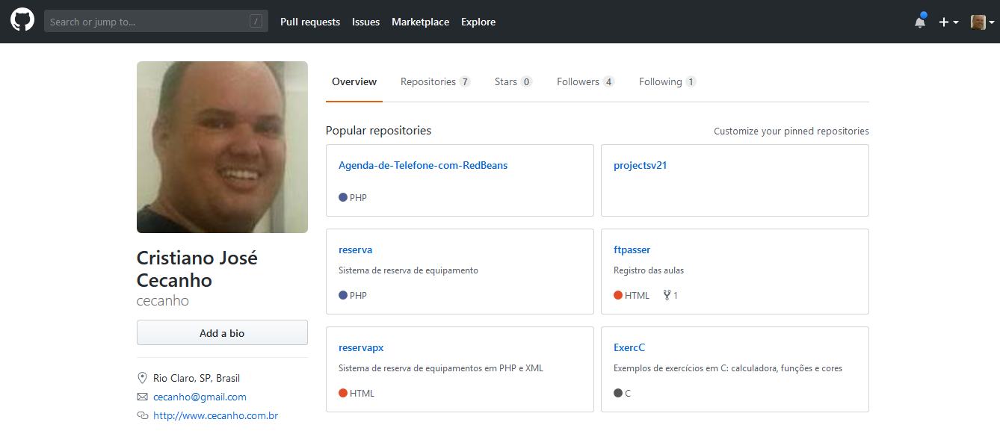 Search or jump to... /
Pull requests Issues Marketplace Explore
Overview Repositories 7 Stars 0 Followers 4 Following 1
Popular repositories Customize your pinned repositories
Agenda-de-Telefone-com-RedBeans
PHP
projectsv21
reserva
Sistema de reserva de equipamento
PHP
ftpasser
Registro das aulas
HTML 1
reservapx
Sistema de reserva de equipamentos em PHP e XML
HTML
ExercC
Exemplos de exercícios em C: calculadora, funções e cores
C
Cristiano José
Cecanho
cecanho
Add a bio
Rio Claro, SP, Brasil
cecanho@gmail.com
http://www.cecanho.com.br